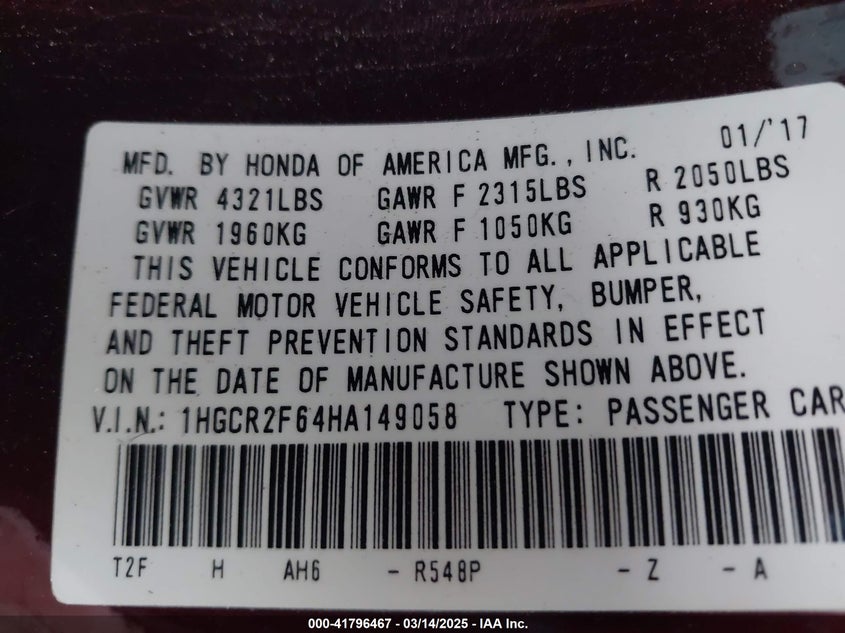 MFD. BY HONDA OF AMERICA MFG., INC. 01/'17
GVWR 4321LBS GAWR F 2315LBS R 2050LBS
GVWR 1960KG GAWR F 1050KG R 930KG
THIS VEHICLE CONFORMS TO ALL APPLICABLE
FEDERAL MOTOR VEHICLE SAFETY, BUMPER,
AND THEFT PREVENTION STANDARDS IN EFFECT
ON THE DATE OF MANUFACTURE SHOWN ABOVE.
V.I.N.: 1HGCR2F64HA149058 TYPE: PASSENGER CAR
T2F H AH6 - R548P - Z - A
000-41796467 - 03/14/2025 - IAA Inc.